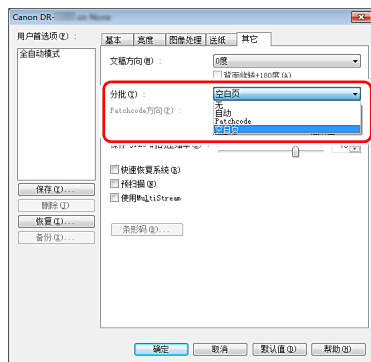 Canon DR-
on None
用户首选项(P) :
全自动模式
保存(V)...
删除(J)
恢复(E)...
备份(K)...
基本
亮度
图像处理
送纸
其它
文稿方向(W) :
0度
背面旋转+180度(A)
分批(T) :
空白页
无
自动
Patchcode
空白页
Patchcode方向(P) :
快速恢复系统(R)
预扫描(N)
使用MultiStream
条形码(B)...
确定
取消
默认值(D)
帮助(H)